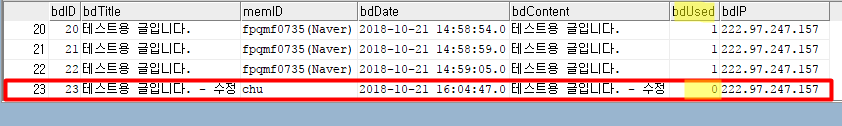 bdID bdTitle memID bdDate bdContent bdUsed bdIP
20 20 테스트용 글입니다. fpqmf0735(Naver) 2018-10-21 14:58:54.0 테스트용 글입니다. 1 222.97.247.157
21 21 테스트용 글입니다. fpqmf0735(Naver) 2018-10-21 14:58:59.0 테스트용 글입니다. 1 222.97.247.157
22 22 테스트용 글입니다. fpqmf0735(Naver) 2018-10-21 14:59:05.0 테스트용 글입니다. 1 222.97.247.157
23 23 테스트용 글입니다. - 수정 chu 2018-10-21 16:04:47.0 테스트용 글입니다. - 수정 0 222.97.247.157